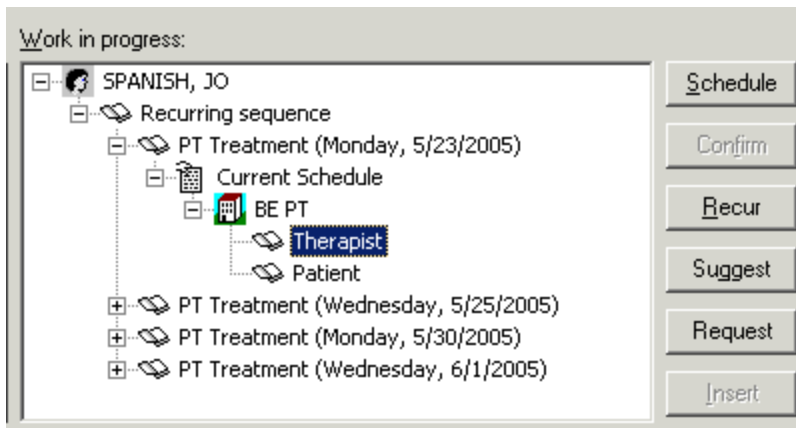 Work in progress:
SPANISH, JO
Recurring sequence
PT Treatment (Monday, 5/23/2005)
Current Schedule
BE PT
Therapist
Patient
PT Treatment (Wednesday, 5/25/2005)
PT Treatment (Monday, 5/30/2005)
PT Treatment (Wednesday, 6/1/2005)
Schedule
Confirm
Recur
Suggest
Request
Insert